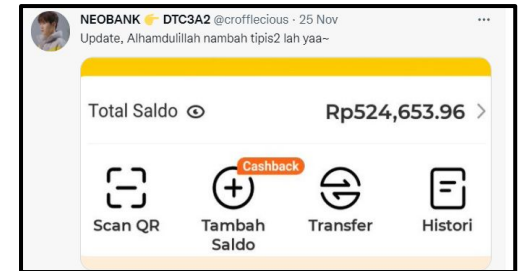 NEOBANK 👉 DTC3A2 @crofflecious · 25 Nov
Update, Alhamdulillah nambah tipis2 lah yaa~
Total Saldo Rp524,653.96 >
Cashback
Scan QR Tambah Saldo Transfer Histori